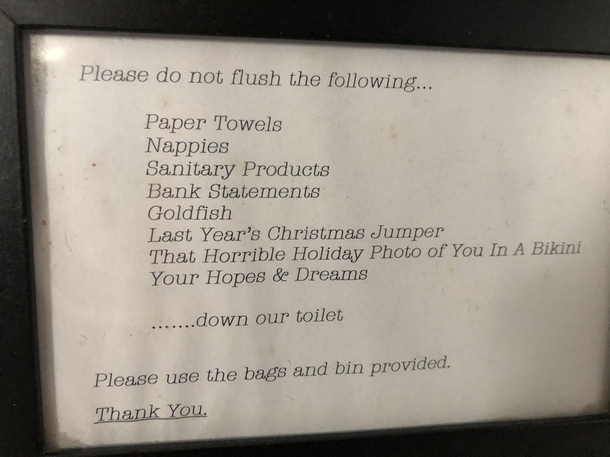 Please do not flush the following...
Paper Towels
Nappies
Sanitary Products
Bank Statements
Goldfish
Last Year's Christmas Jumper
That Horrible Holiday Photo of You In A Bikini
Your Hopes & Dreams
.......down our toilet
Please use the bags and bin provided.
Thank You.